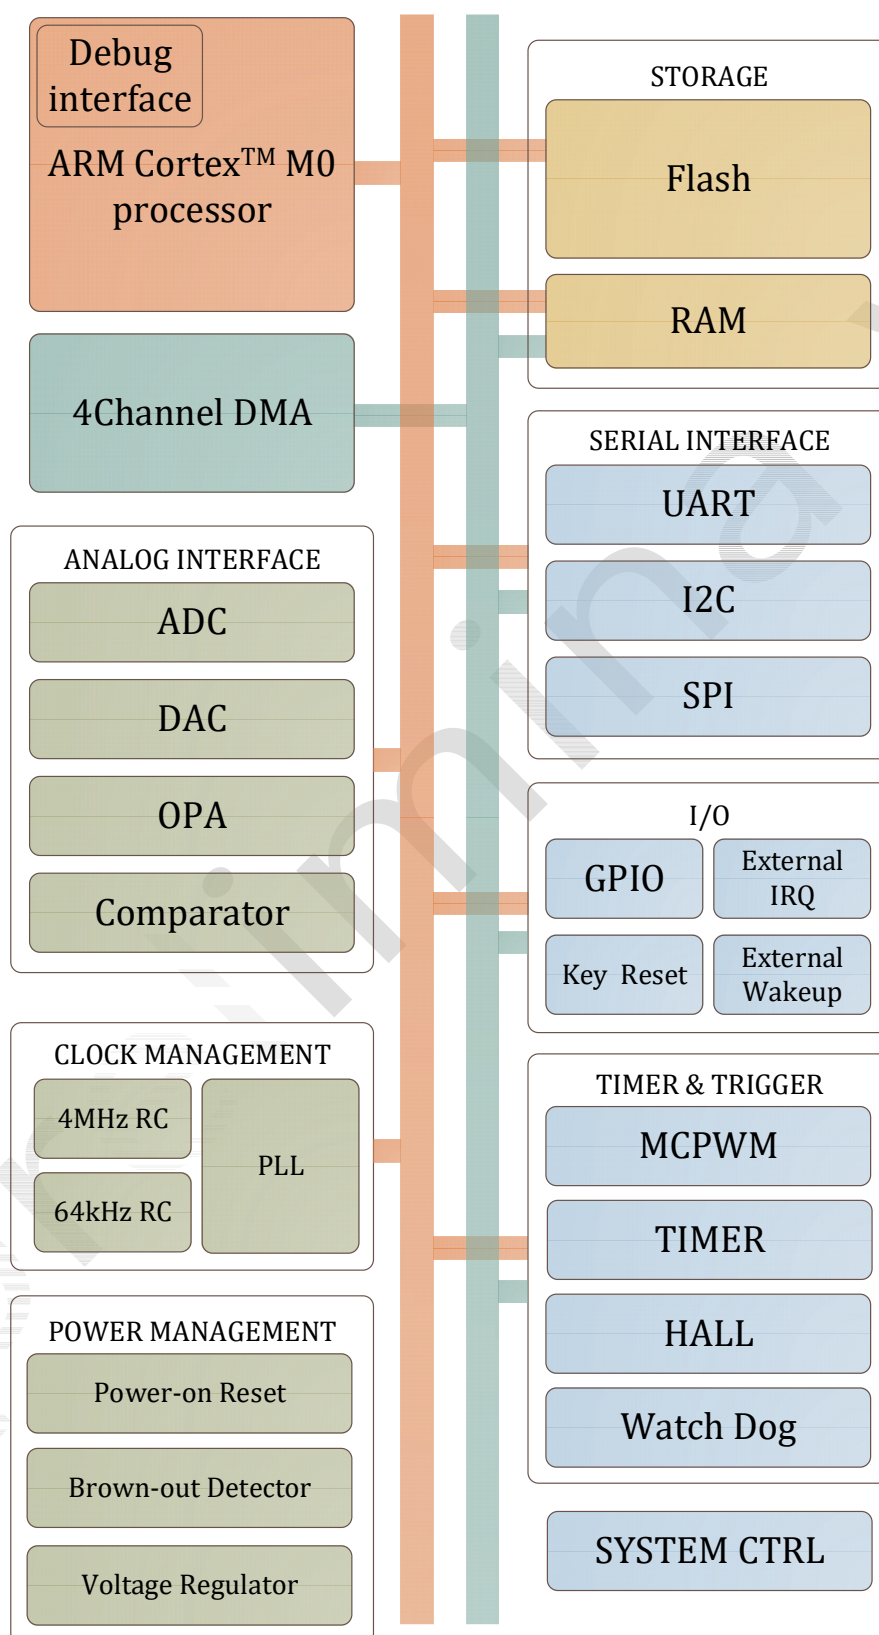 Debug
interface
ARM Cortex™ M0
processor
4Channel DMA
ANALOG INTERFACE
ADC
DAC
OPA
Comparator
CLOCK MANAGEMENT
4MHz RC
64kHz RC
PLL
POWER MANAGEMENT
Power-on Reset
Brown-out Detector
Voltage Regulator
STORAGE
Flash
RAM
SERIAL INTERFACE
UART
I2C
SPI
I/O
GPIO
External
IRQ
Key Reset
External
Wakeup
TIMER & TRIGGER
MCPWM
TIMER
HALL
Watch Dog
SYSTEM CTRL